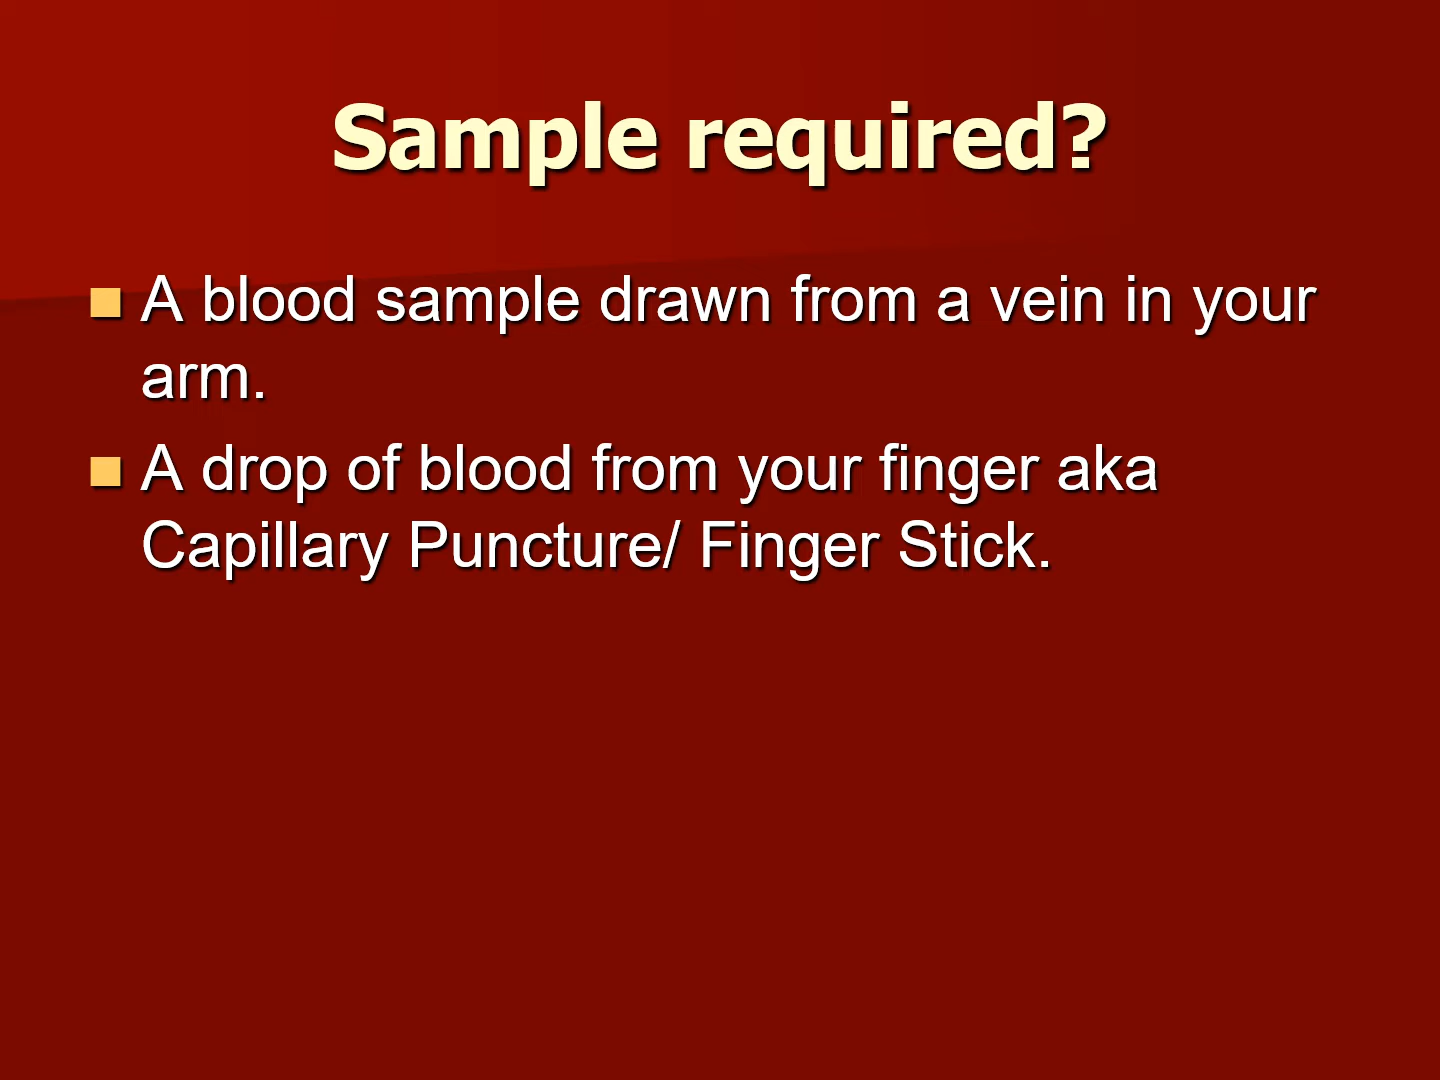 Sample required?
A blood sample drawn from a vein in your
arm.
A drop of blood from your finger aka
Capillary Puncture/ Finger Stick.